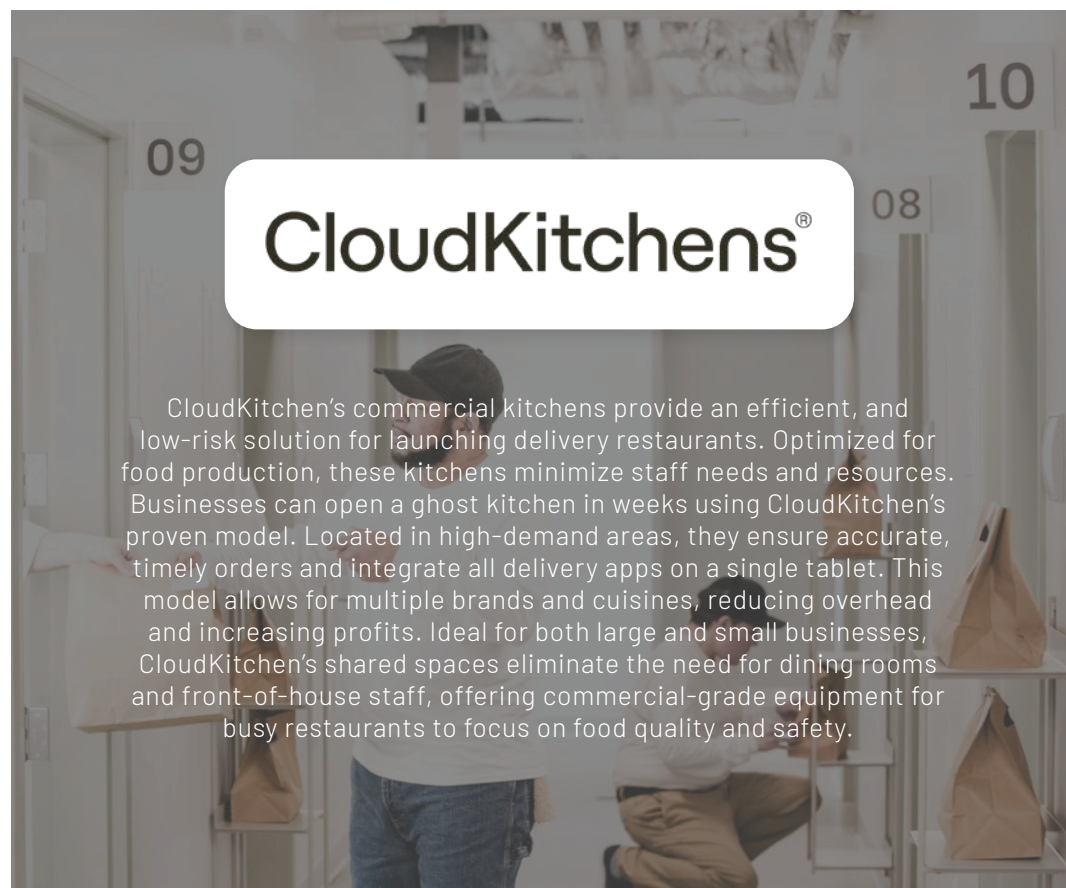 10
09
08
CloudKitchens®
CloudKitchen’s commercial kitchens provide an efficient, and
low-risk solution for launching delivery restaurants. Optimized for
food production, these kitchens minimize staff needs and resources.
Businesses can open a ghost kitchen in weeks using CloudKitchen’s
proven model. Located in high-demand areas, they ensure accurate,
timely orders and integrate all delivery apps on a single tablet. This
model allows for multiple brands and cuisines, reducing overhead
and increasing profits. Ideal for both large and small businesses,
CloudKitchen’s shared spaces eliminate the need for dining rooms
and front-of-house staff, offering commercial-grade equipment for
busy restaurants to focus on food quality and safety.